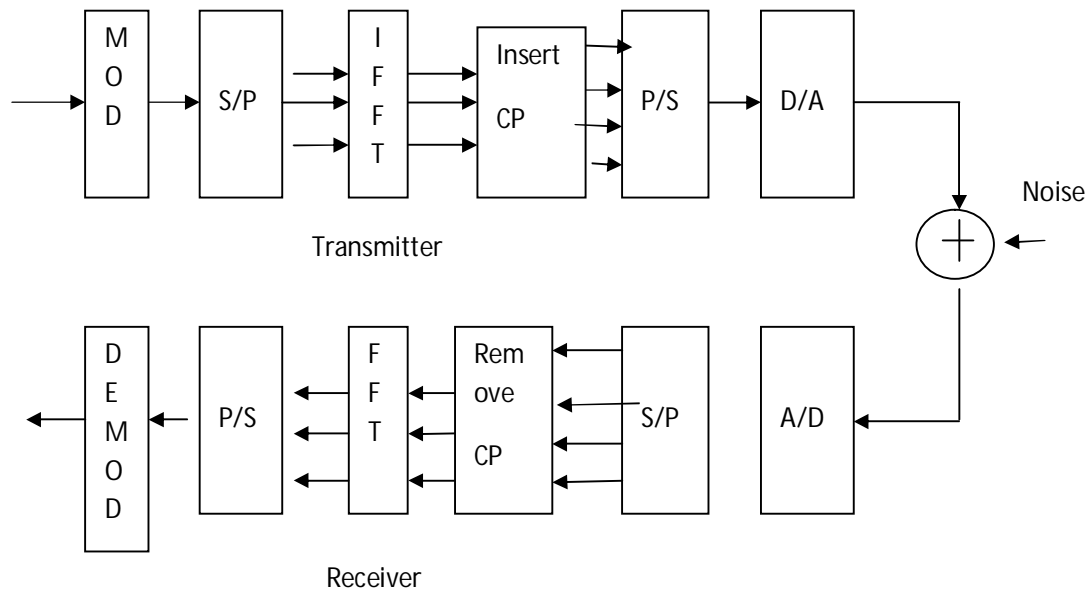 M
O
D
S/P
I
F
F
T
Insert
CP
P/S
D/A
Noise
Transmitter
D
E
M
O
D
P/S
F
F
T
Rem
ove
CP
S/P
A/D
Receiver